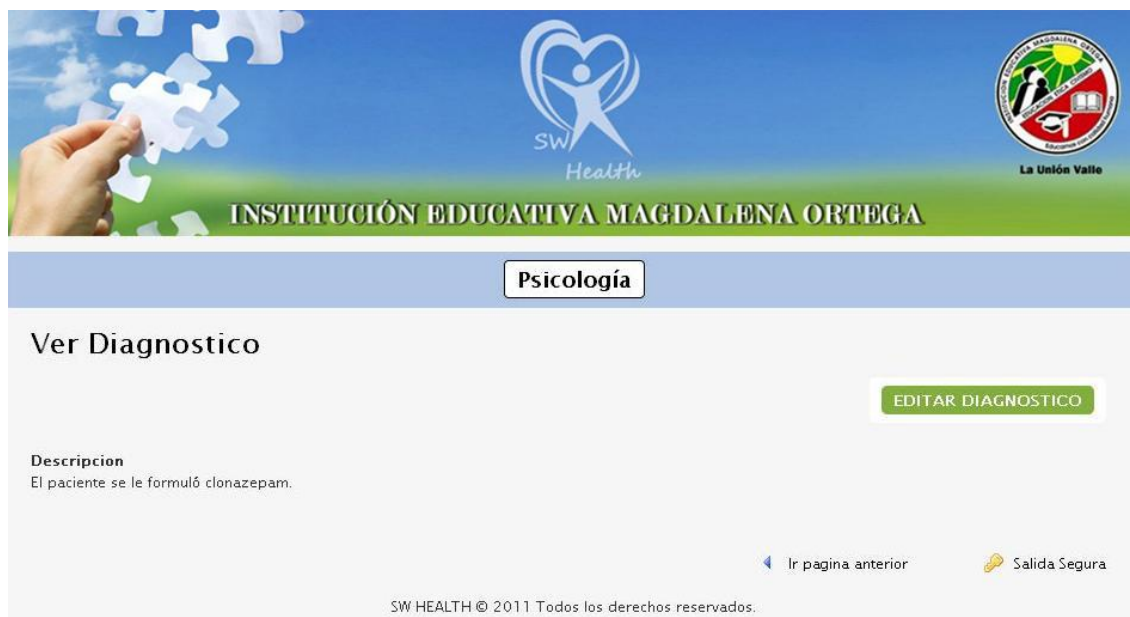 SW
Health
La Unión Valle
INSTITUCIÓN EDUCATIVA MAGDALENA ORTEGA
Psicología
Ver Diagnostico
EDITAR DIAGNOSTICO
Descripcion
El paciente se le formuló clonazepam.
Ir pagina anterior
Salida Segura
SW HEALTH © 2011 Todos los derechos reservados.